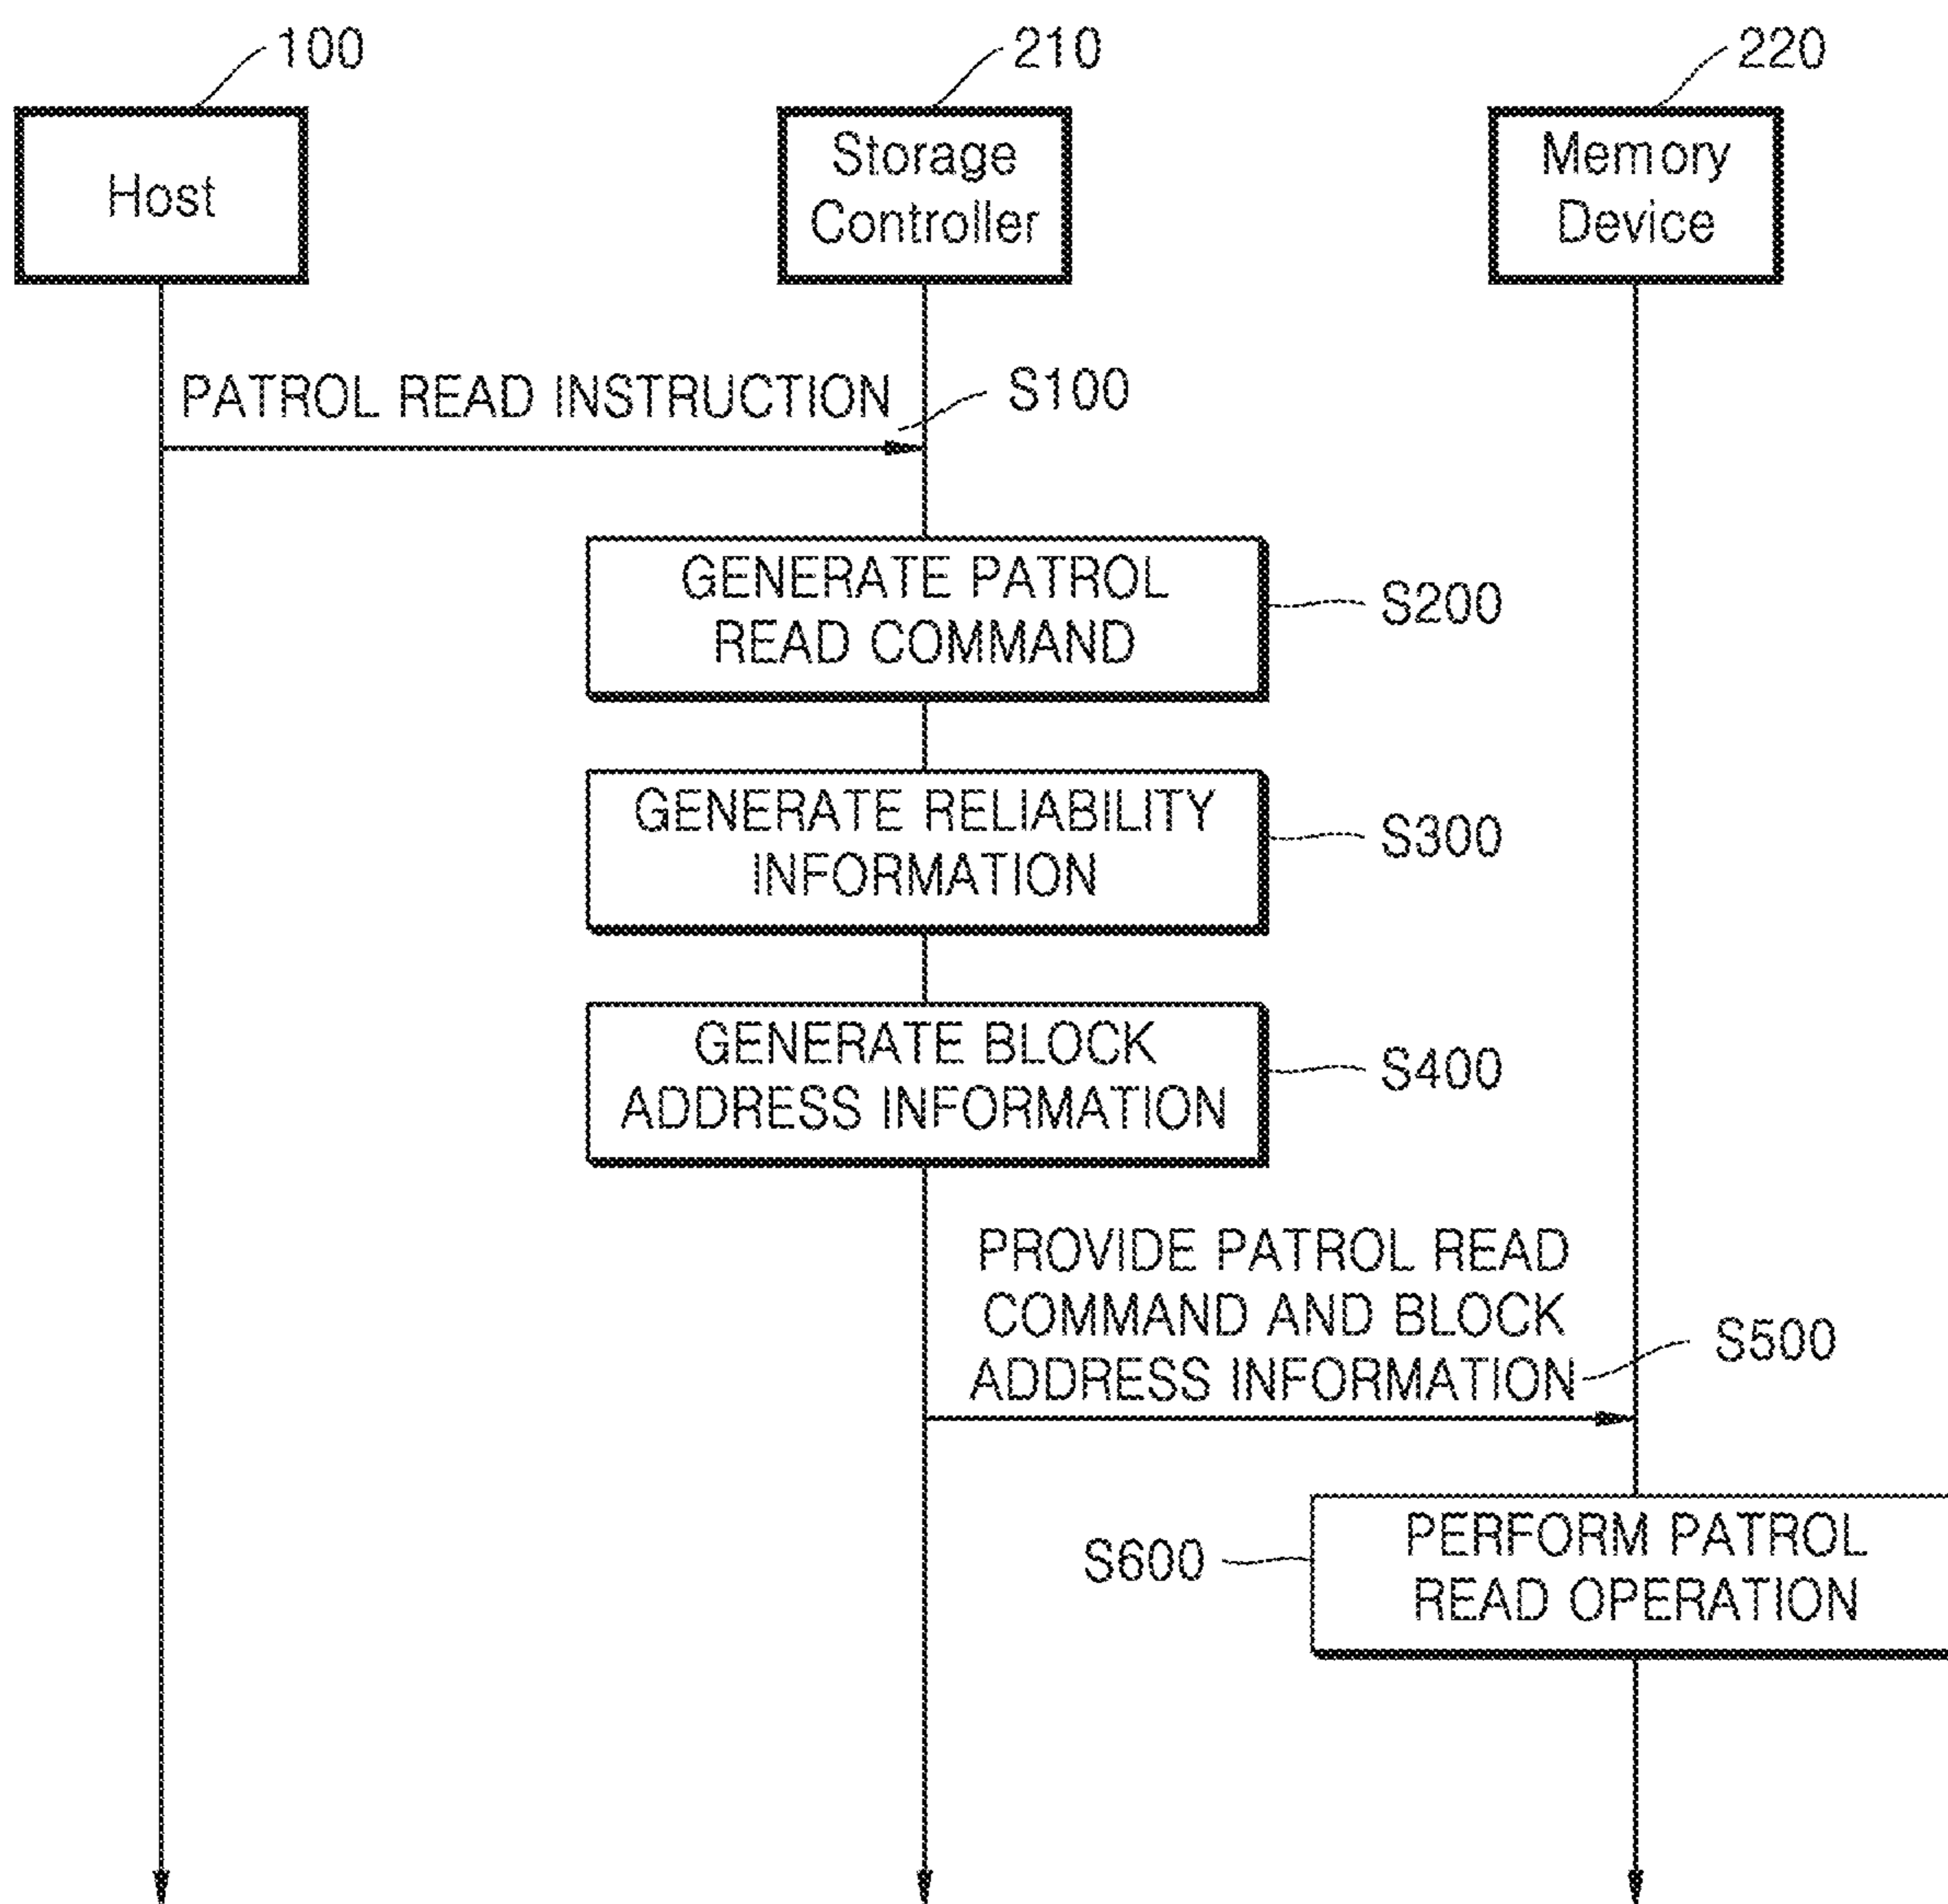 100
210
220
Host
Storage
Controller
Memory
Device
PATROL READ INSTRUCTION
S100
GENERATE PATROL
READ COMMAND
S200
GENERATE RELIABILITY
INFORMATION
S300
GENERATE BLOCK
ADDRESS INFORMATION
S400
PROVIDE PATROL READ
COMMAND AND BLOCK
ADDRESS INFORMATION
S500
S600
PERFORM PATROL
READ OPERATION